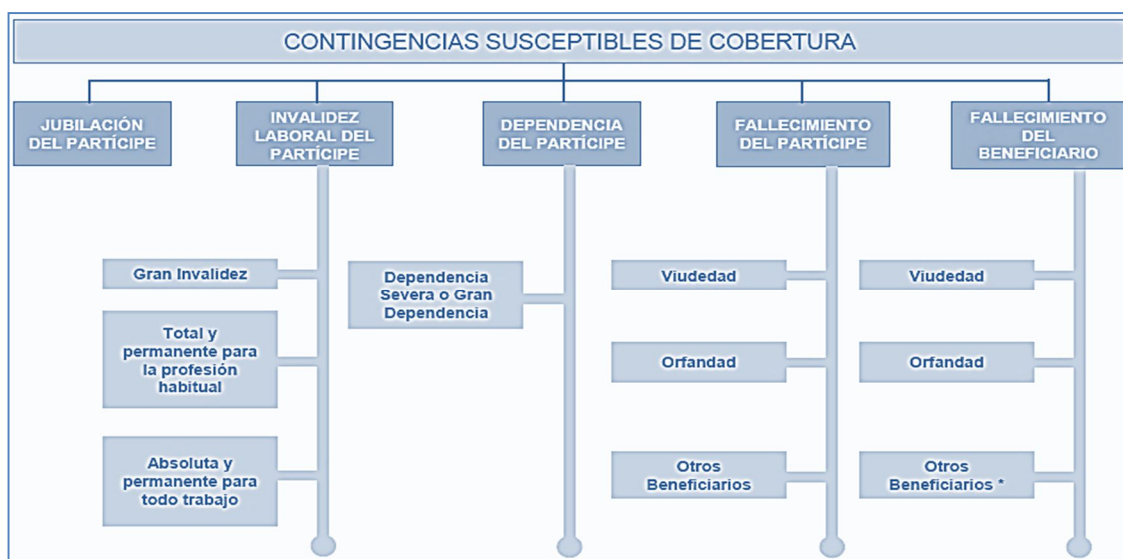 CONTINGENCIAS SUSCEPTIBLES DE COBERTURA
JUBILACIÓN
DEL PARTÍCIPE
INVALIDEZ
LABORAL DEL
PARTÍCIPE
DEPENDENCIA
DEL PARTÍCIPE
FALLECIMIENTO
DEL PARTÍCIPE
FALLECIMIENTO
DEL
BENEFICIARIO
Gran Invalidez
Total y
permanente para
la profesión
habitual
Absoluta y
permanente para
todo trabajo
Dependencia
Severa o Gran
Dependencia
Viudedad
Orfandad
Otros
Beneficiarios
Viudedad
Orfandad
Otros
Beneficiarios *